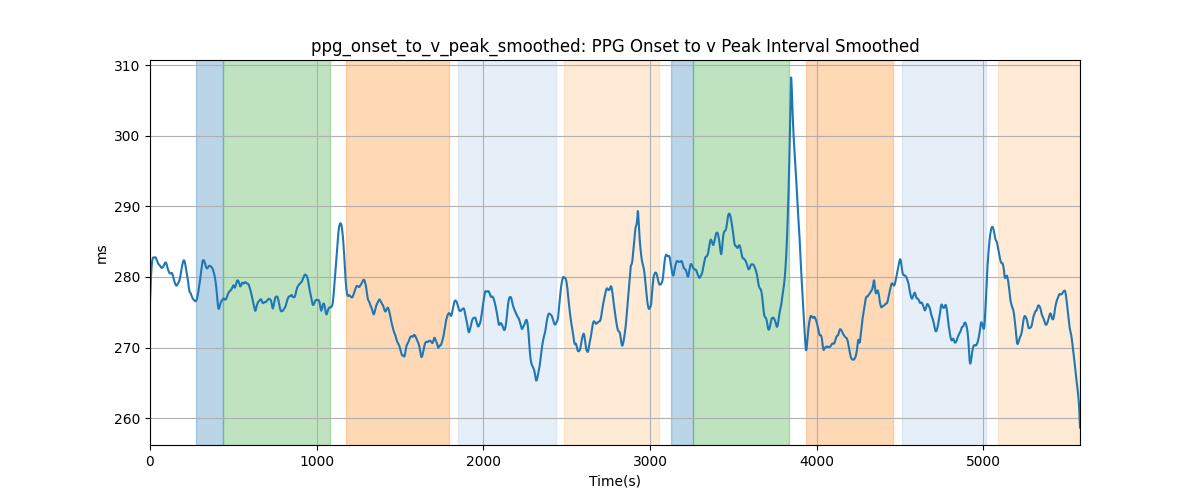 ppg_onset_to_v_peak_smoothed: PPG Onset to v Peak Interval Smoothed
310
300
290
280
270
260
ms
0 1000 2000 3000 4000 5000
Time(s)